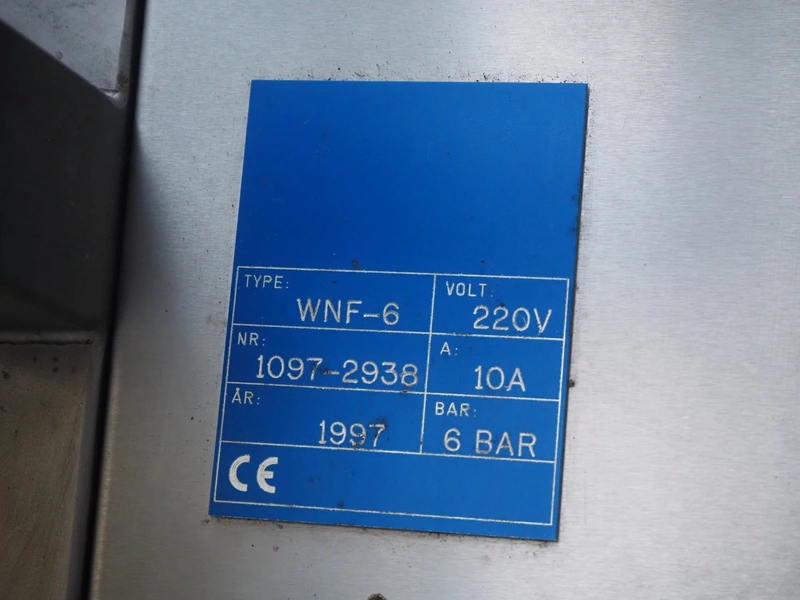 TYPE: VOLT:
WNF-6 220V
NR: A:
1097-2938 10A
ÅR: BAR:
1997 6 BAR
CE